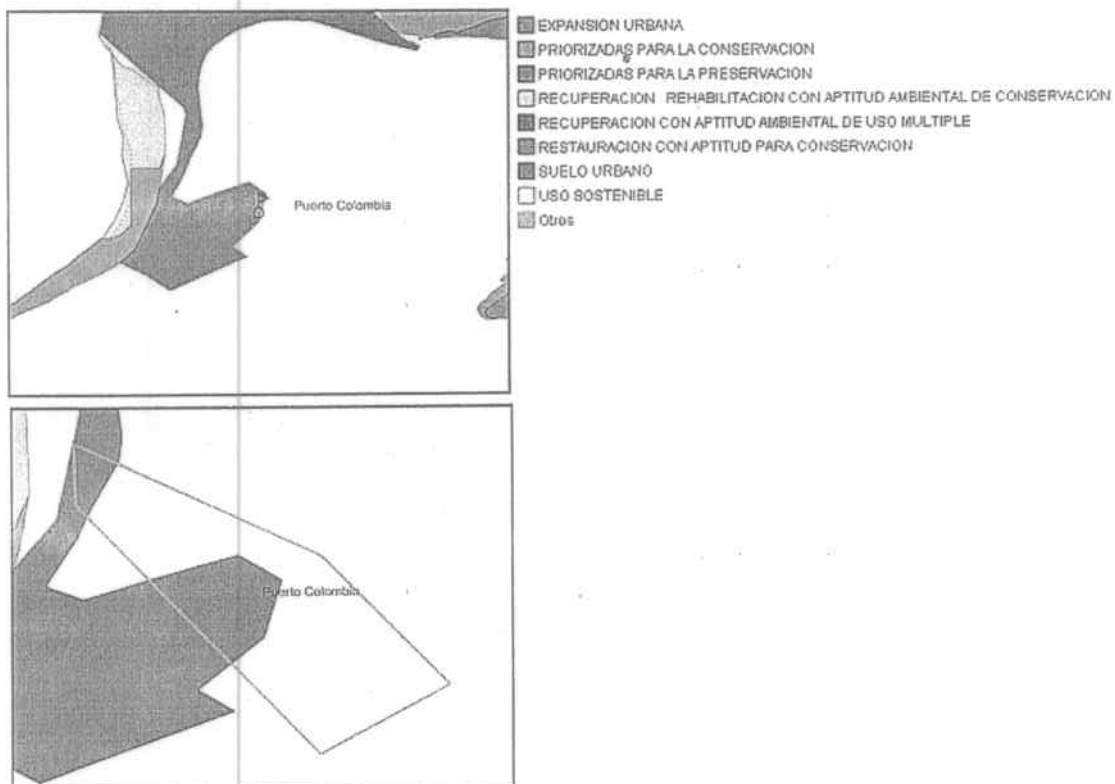 EXPANSION URBANA
PRIORIZADAS PARA LA CONSERVACION
PRIORIZADAS PARA LA PRESERVACION
RECUPERACION REHABILITACION CON APTITUD AMBIENTAL DE CONSERVACION
RECUPERACION CON APTITUD AMBIENTAL DE USO MULTIPLE
RESTAURACION CON APTITUD PARA CONSERVACION
SUELO URBANO
USO SOSTENIBLE
Otros
Puerto Colombia
Puerto Colombia